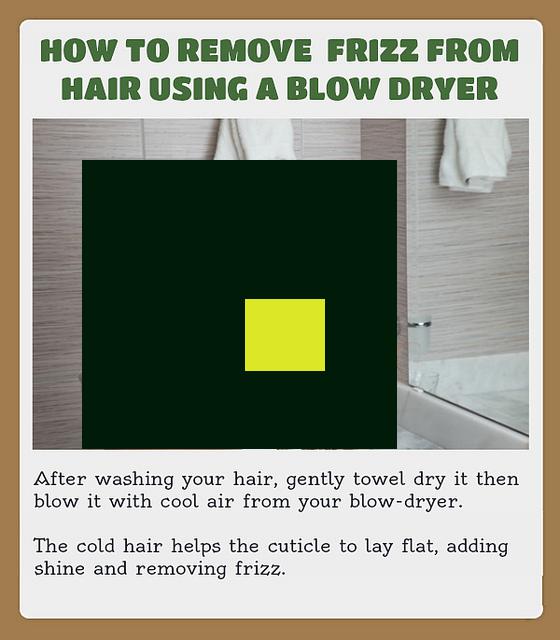 HOW TO REMOVE FRIZZ FROM
HAIR USING A BLOW DRYER
After washing your hair, gently towel dry it then
blow it with cool air from your blow-dryer.
The cold hair helps the cuticle to lay flat, adding
shine and removing frizz.